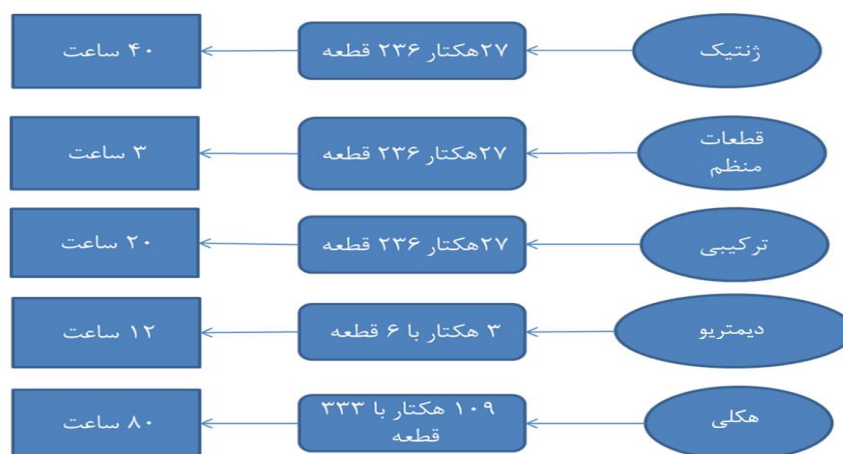 ژنتیک
۲۷هکتار ۲۳۶ قطعه
۴۰ ساعت
قطعات
منظم
۲۷هکتار ۲۳۶ قطعه
۳ ساعت
ترکیبی
۲۷هکتار ۲۳۶ قطعه
۲۰ ساعت
دیمتریو
۳ هکتار با ۶ قطعه
۱۲ ساعت
هکلی
۱۰۹ هکتار با ۳۳۳
قطعه
۸۰ ساعت